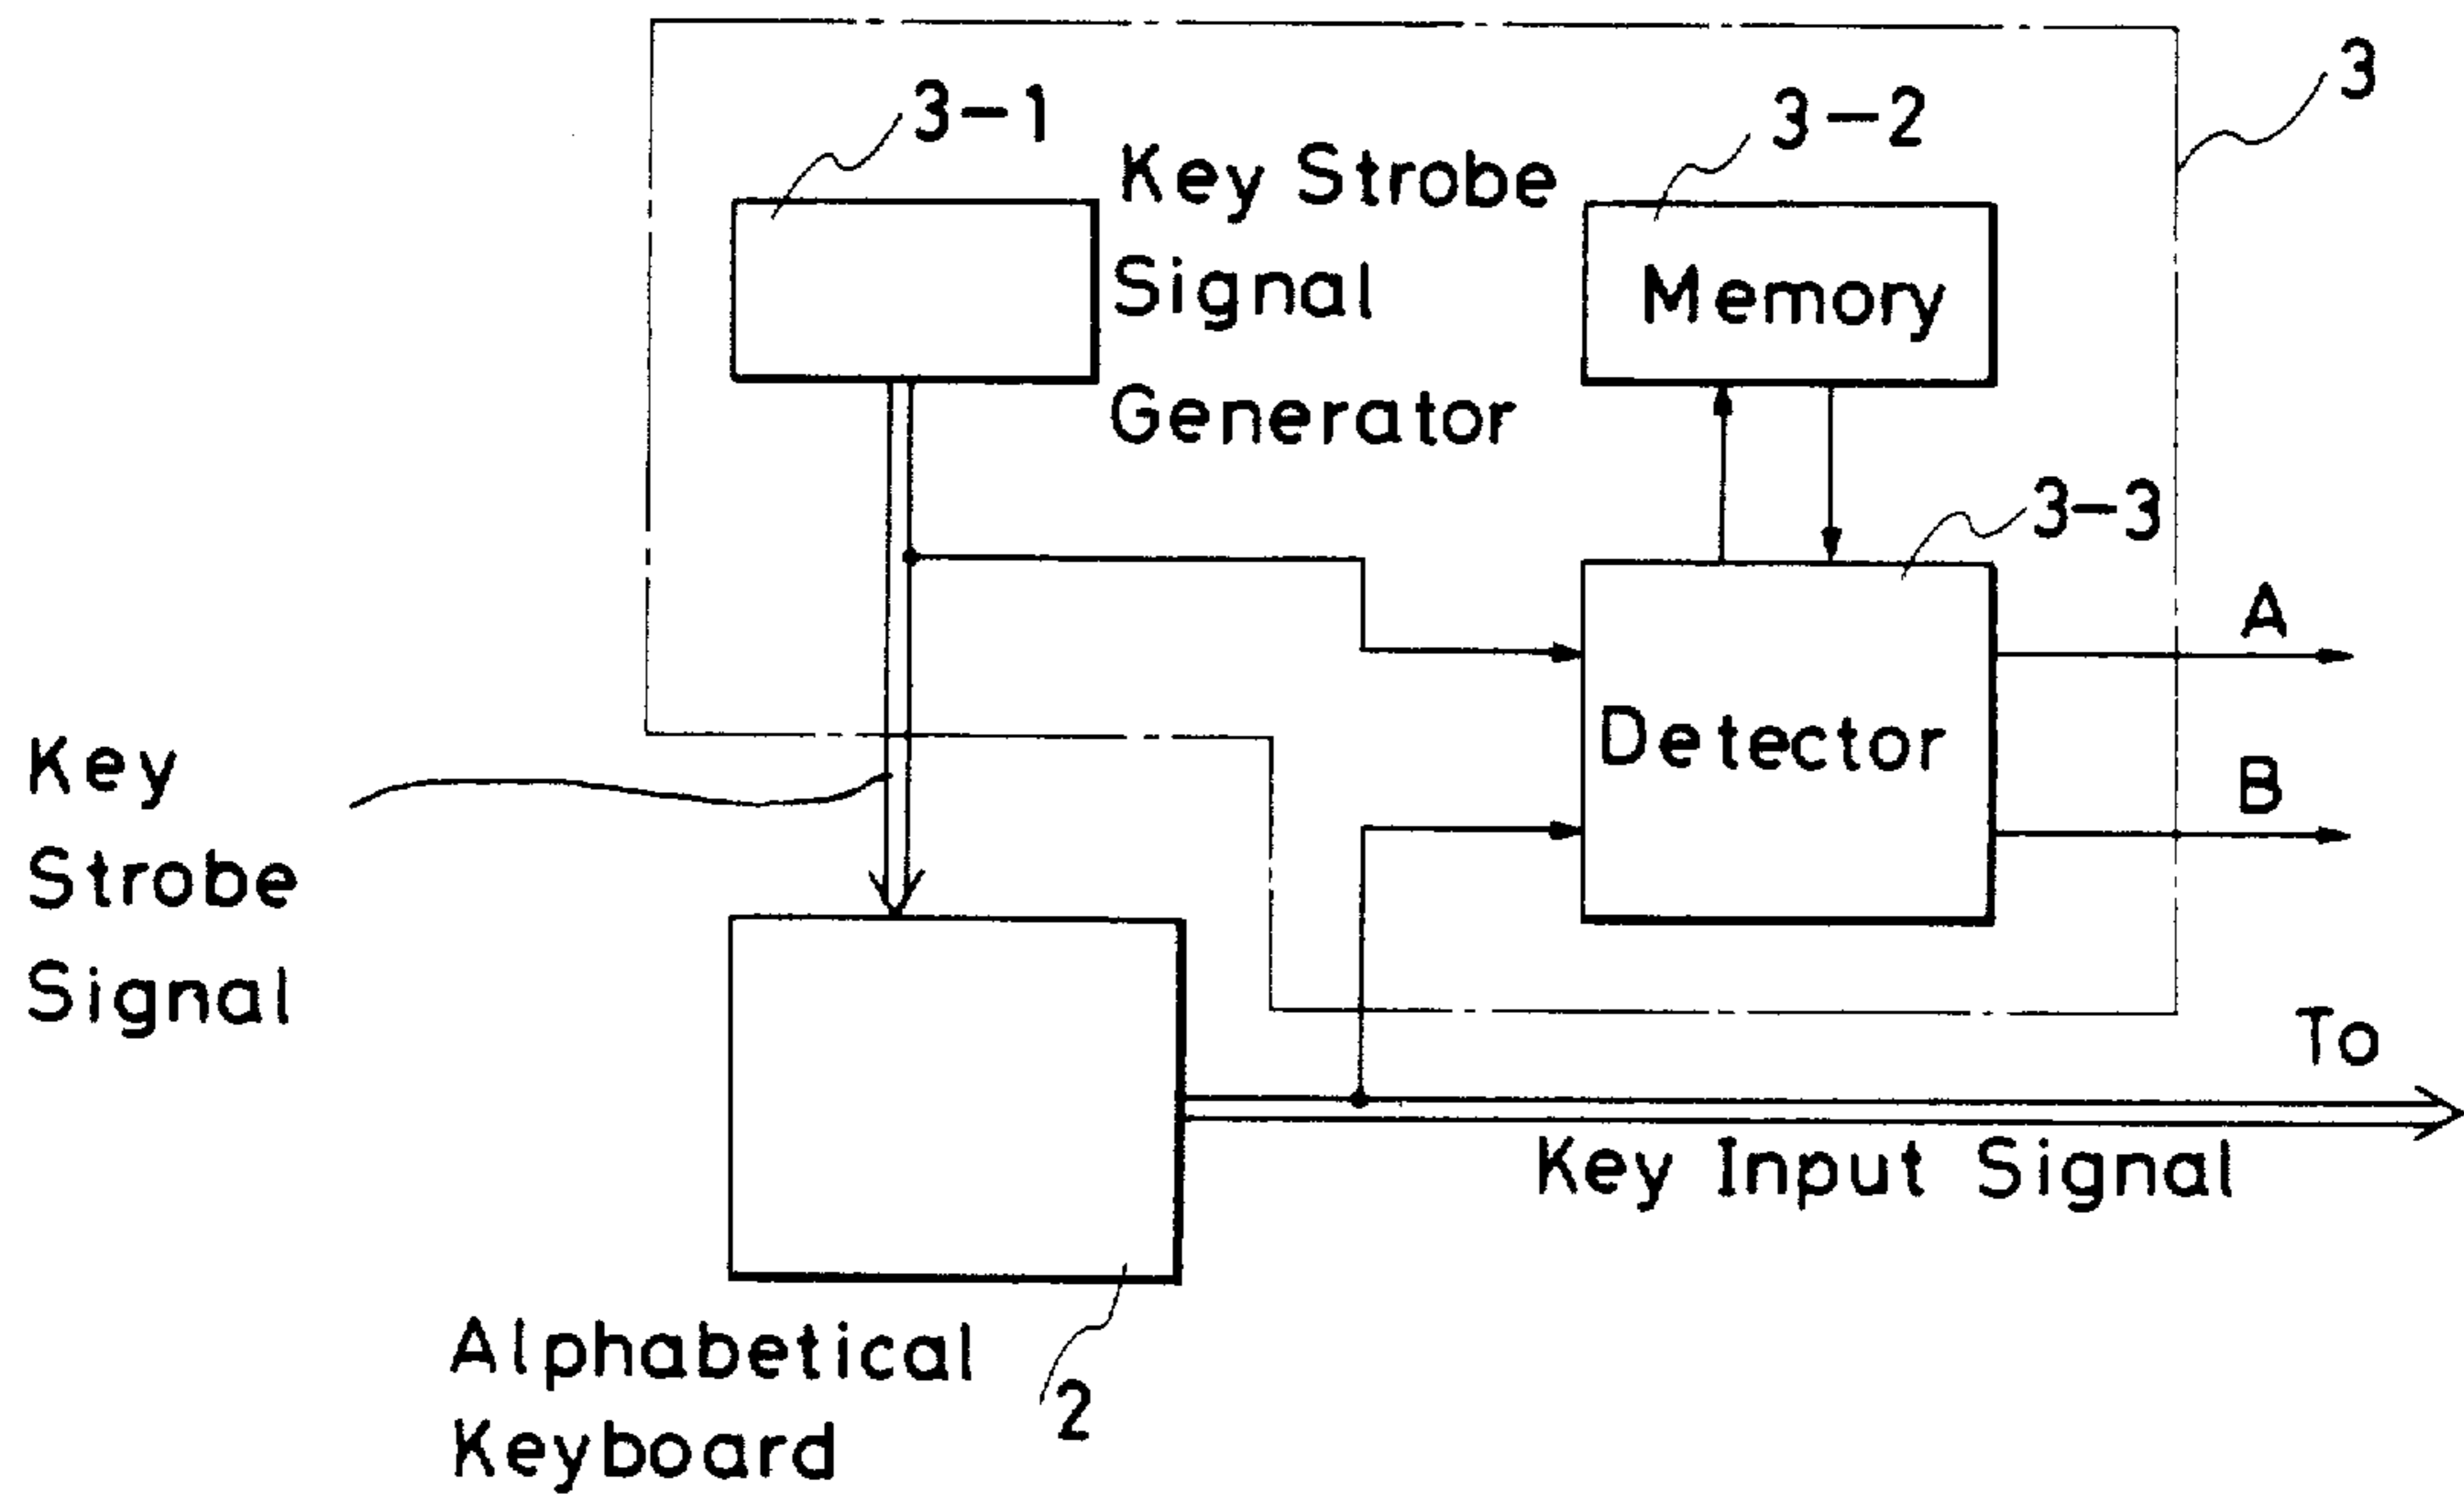 3
3-1
Key Strobe
Signal
Generator
3-2
Memory
3-3
Detector
A
B
Key
Strobe
Signal
To
Key Input Signal
Alphabetical
Keyboard
2